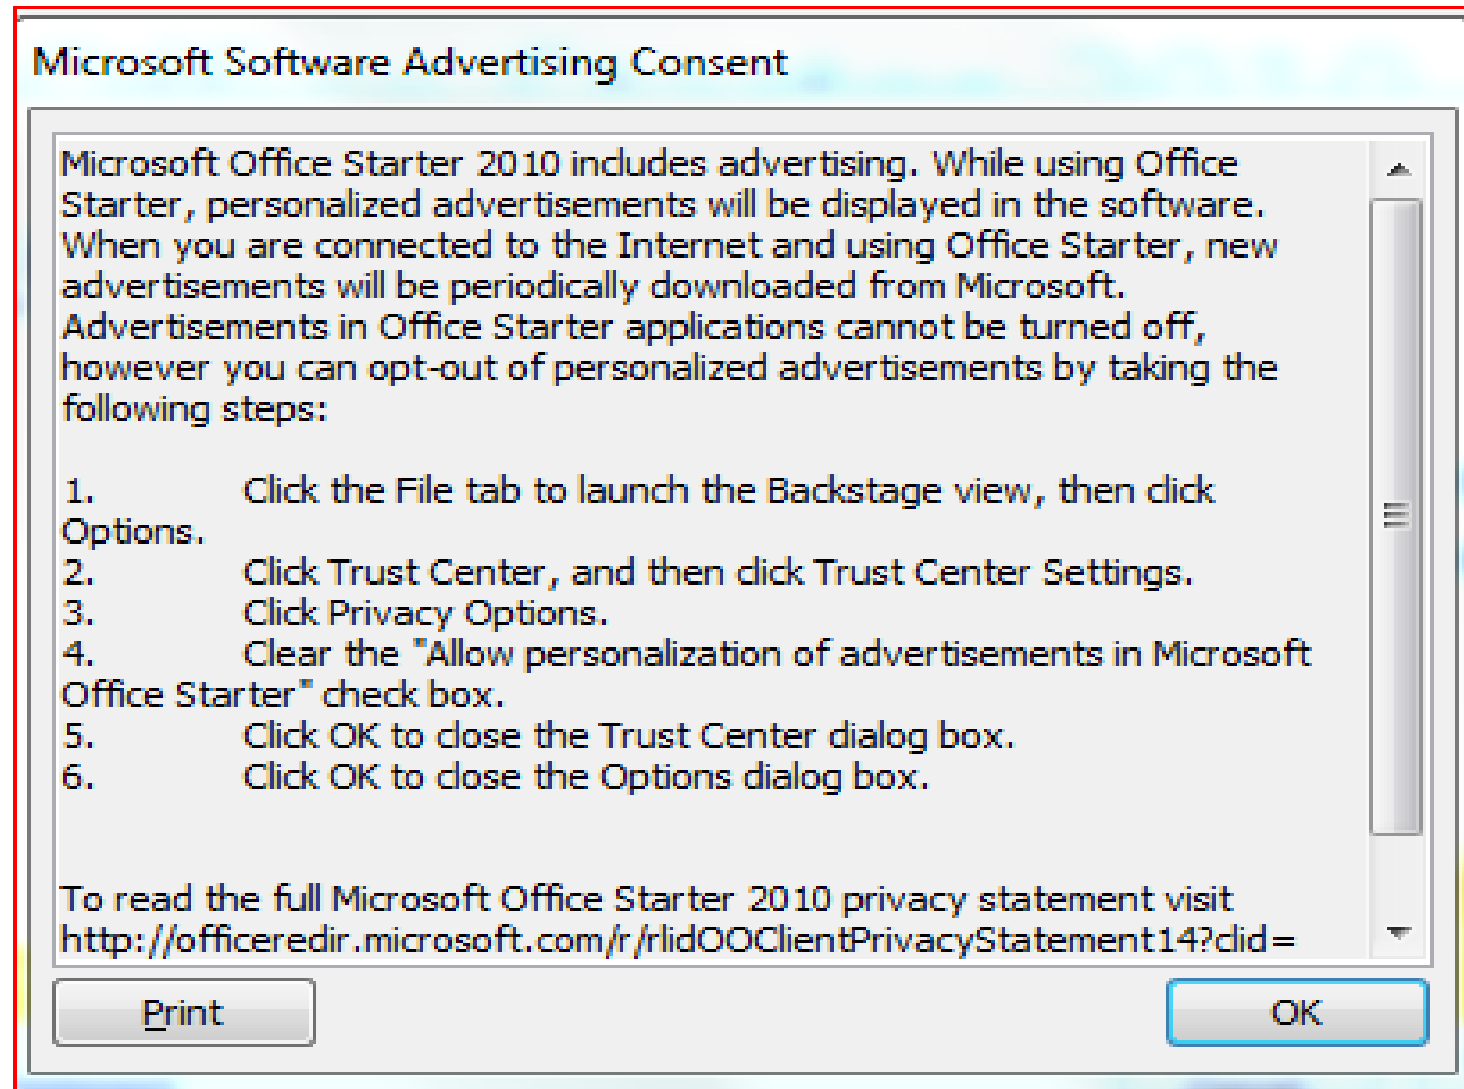 Microsoft Software Advertising Consent
Microsoft Office Starter 2010 includes advertising. While using Office
Starter, personalized advertisements will be displayed in the software.
When you are connected to the Internet and using Office Starter, new
advertisements will be periodically downloaded from Microsoft.
Advertisements in Office Starter applications cannot be turned off,
however you can opt-out of personalized advertisements by taking the
following steps:
1. Click the File tab to launch the Backstage view, then click
Options.
2. Click Trust Center, and then click Trust Center Settings.
3. Click Privacy Options.
4. Clear the "Allow personalization of advertisements in Microsoft
Office Starter" check box.
5. Click OK to close the Trust Center dialog box.
6. Click OK to close the Options dialog box.
To read the full Microsoft Office Starter 2010 privacy statement visit
http://officeredir.microsoft.com/r/rlidOOClientPrivacyStatement14?clid=
Print
OK